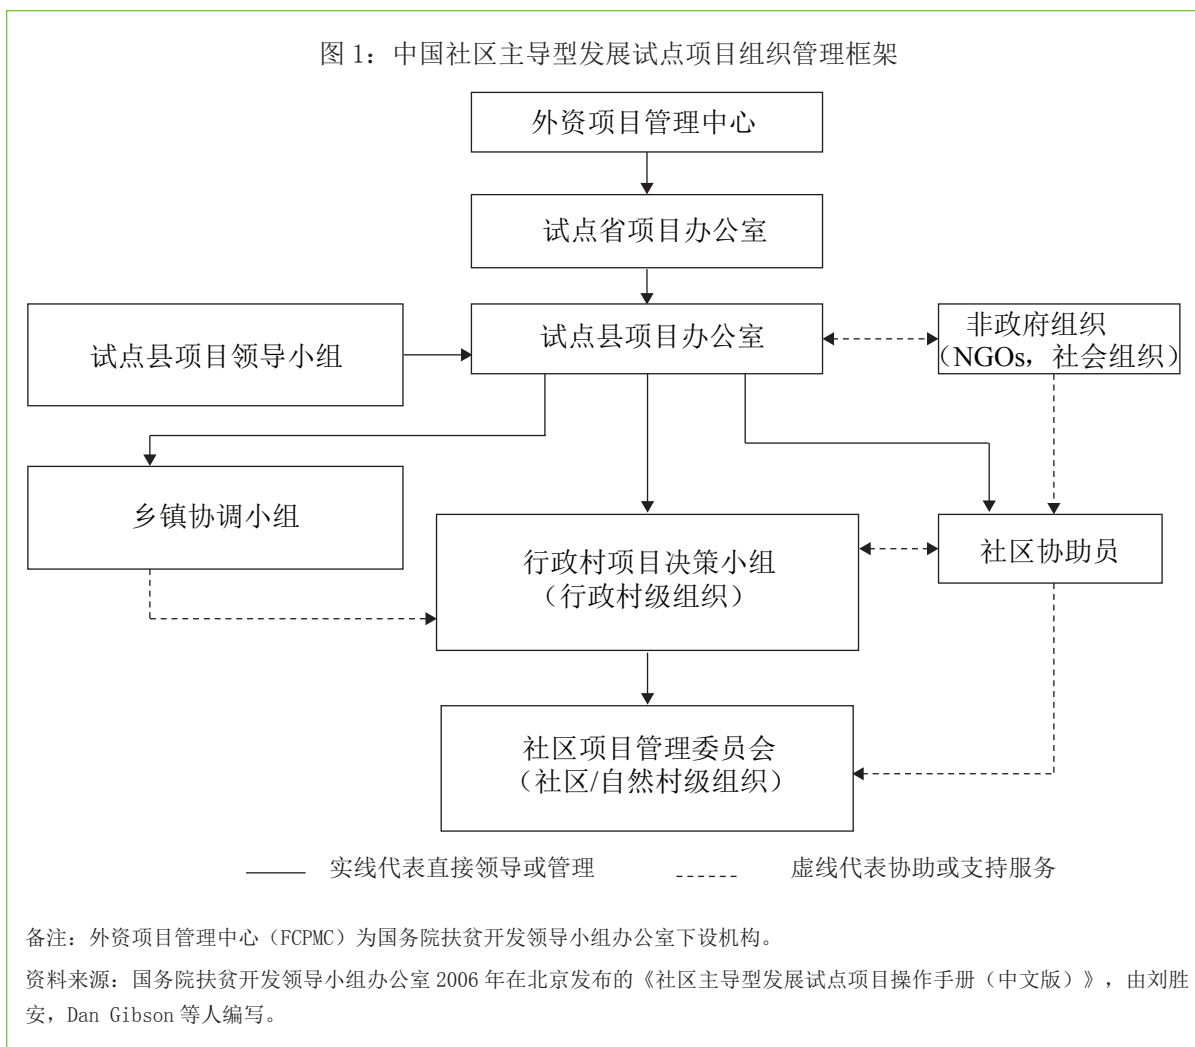 图 1：中国社区主导型发展试点项目组织管理框架
外资项目管理中心
试点省项目办公室
试点县项目领导小组
试点县项目办公室
非政府组织
（NGOs，社会组织）
乡镇协调小组
行政村项目决策小组
（行政村级组织）
社区协助员
社区项目管理委员会
（社区/自然村级组织）
实线代表直接领导或管理
虚线代表协助或支持服务
备注：外资项目管理中心（FCPMC）为国务院扶贫开发领导小组办公室下设机构。
资料来源：国务院扶贫开发领导小组办公室 2006 年在北京发布的《社区主导型发展试点项目操作手册（中文版）》，由刘胜
安，Dan Gibson 等人编写。